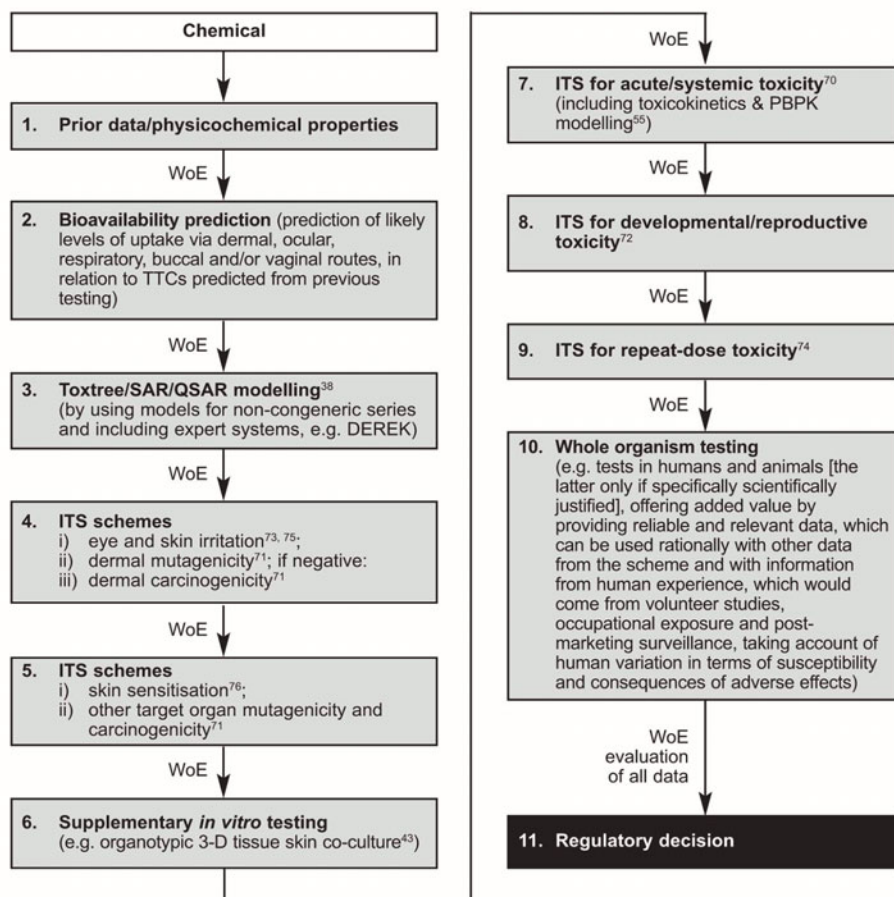 Chemical
1. Prior data/physicochemical properties
WoE
2. Bioavailability prediction (prediction of likely
levels of uptake via dermal, ocular,
respiratory, buccal and/or vaginal routes, in
relation to TTCs predicted from previous
testing)
WoE
3. Toxtree/SAR/QSAR modelling38
(by using models for non-congeneric series
and including expert systems, e.g. DEREK)
WoE
4. ITS schemes
i) eye and skin irritation73, 75;
ii) dermal mutagenicity71; if negative:
iii) dermal carcinogenicity71
WoE
5. ITS schemes
i) skin sensitisation76;
ii) other target organ mutagenicity and
carcinogenicity71
WoE
6. Supplementary in vitro testing
(e.g. organotypic 3-D tissue skin co-culture43)
WoE
7. ITS for acute/systemic toxicity70
(including toxicokinetics & PBPK
modelling55)
WoE
8. ITS for developmental/reproductive
toxicity72
WoE
9. ITS for repeat-dose toxicity74
WoE
10. Whole organism testing
(e.g. tests in humans and animals [the
latter only if specifically scientifically
justified], offering added value by
providing reliable and relevant data, which
can be used rationally with other data
from the scheme and with information
from human experience, which would
come from volunteer studies,
occupational exposure and post-
marketing surveillance, taking account of
human variation in terms of susceptibility
and consequences of adverse effects)
WoE
evaluation
of all data
11. Regulatory decision